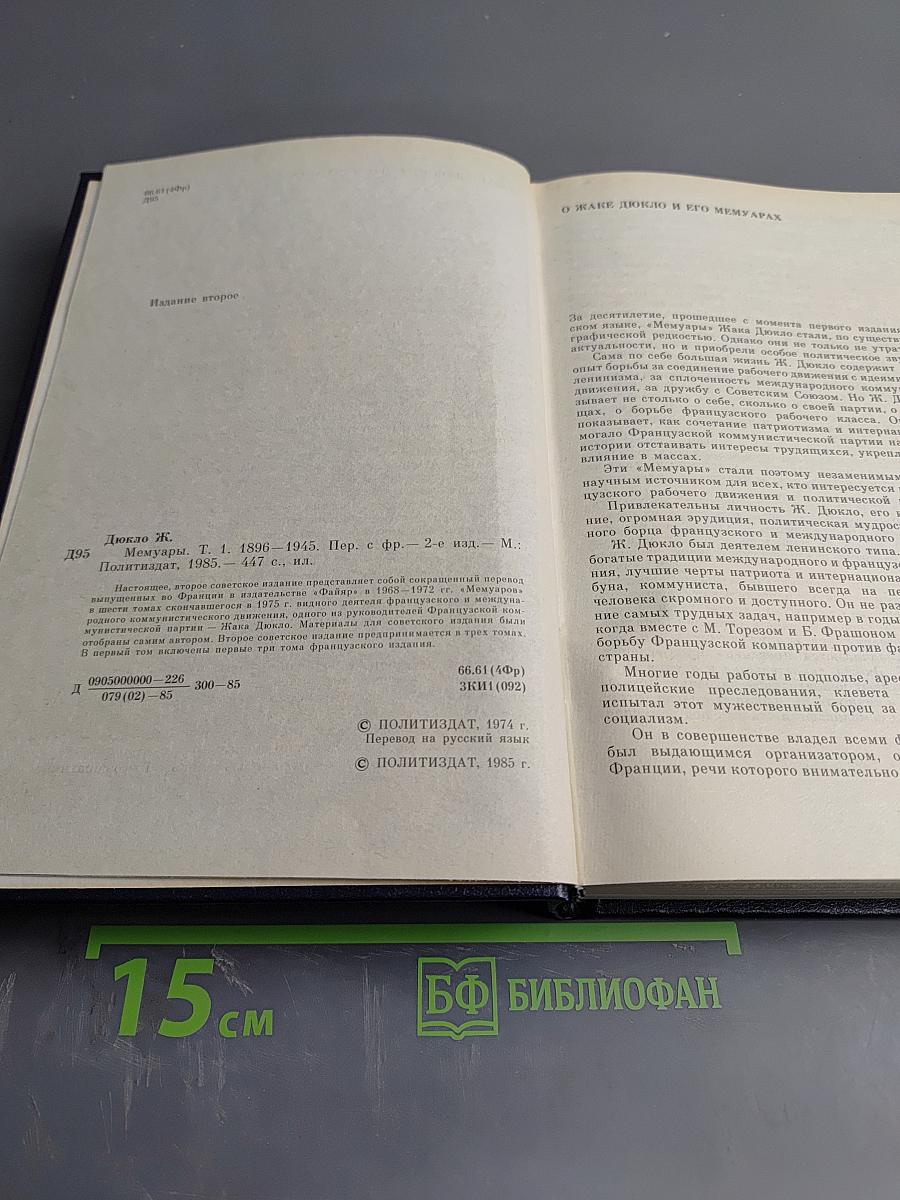 66.61(4Фр)
Д95
Издание второе
Дюкло Ж.
Д95 Мемуары. Т. 1. 1896—1945. Пер. с фр.— 2-е изд.— М.:
Политиздат, 1985.— 447 с., ил.
Настоящее, второе советское издание представляет собой сокращенный перевод
выпущенных во Франции в издательстве «Файяр» в 1968—1972 гг. «Мемуаров»
в шести томах скончавшегося в 1975 г. видного деятеля французского и междуна-
родного коммунистического движения, одного из руководителей Французской ком-
мунистической партии — Жака Дюкло. Материалы для советского издания были
отобраны самим автором. Второе советское издание предпринимается в трех томах.
В первый том включены первые три тома французского издания.
Д 0905000000—226 300—85
079(02)—85
66.61(4Фр)
3КИ1(092)
© ПОЛИТИЗДАТ, 1974 г.
Перевод на русский язык
© ПОЛИТИЗДАТ, 1985 г.
О ЖАКЕ ДЮКЛО И ЕГО МЕМУАРАХ
За десятилетие, прошедшее с момента первого издания
ском языке, «Мемуары» Жака Дюкло стали, по существ
графической редкостью. Однако они не только не утрат
актуальности, но и приобрели особое политическое зву
Сама по себе большая жизнь Ж. Дюкло содержит
опыт борьбы за соединение рабочего движения с идеями
ленинизма, за сплоченность международного комму
движения, за дружбу с Советским Союзом. Но Ж. Д
зывает не столько о себе, сколько о своей партии, о
щах, о борьбе французского рабочего класса. О
показывает, как сочетание патриотизма и интерна
могало Французской коммунистической партии на
истории отстаивать интересы трудящихся, укрепл
влияние в массах.
Эти «Мемуары» стали поэтому незаменимым
научным источником для всех, кто интересуется
цузского рабочего движения и политической
Привлекательны личность Ж. Дюкло, его
ние, огромная эрудиция, политическая мудрос
ного борца французского и международного
Ж. Дюкло был деятелем ленинского типа.
богатые традиции международного и француз
ния, лучшие черты патриота и интернациона
буна, коммуниста, бывшего всегда на пе
человека скромного и доступного. Он не раз
ние самых трудных задач, например в годы
когда вместе с М. Торезом и Б. Фрашоном
борьбу Французской компартии против фа
страны.
Многие годы работы в подполье, арес
полицейские преследования, клевета
испытал этот мужественный борец за
социализм.
Он в совершенстве владел всеми ф
был выдающимся организатором, о
Франции, речи которого внимательно
15 см
БФ БИБЛИОФАН